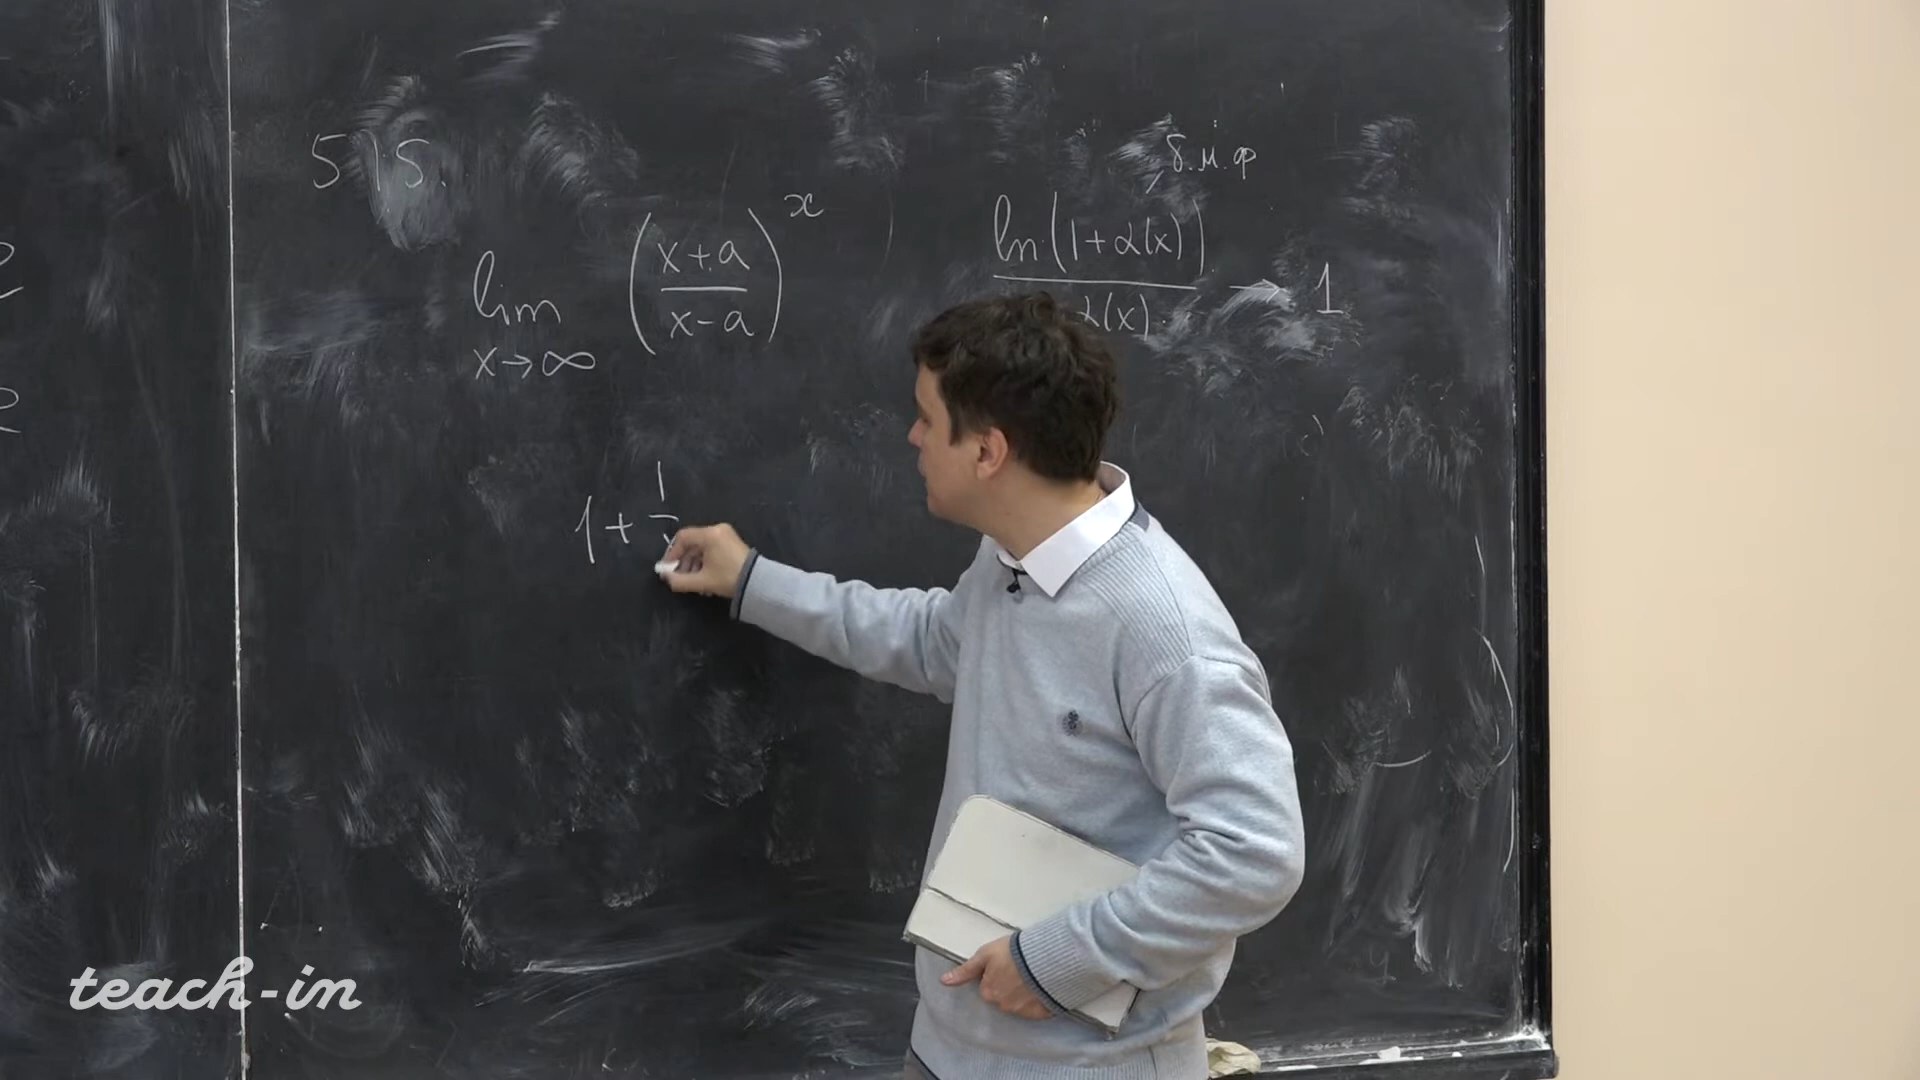 515.
lim x→∞ ((x+a)/(x-a))^x
б.м.ф
ln(1+α(x))/α(x) → 1
1+1/
teach-in